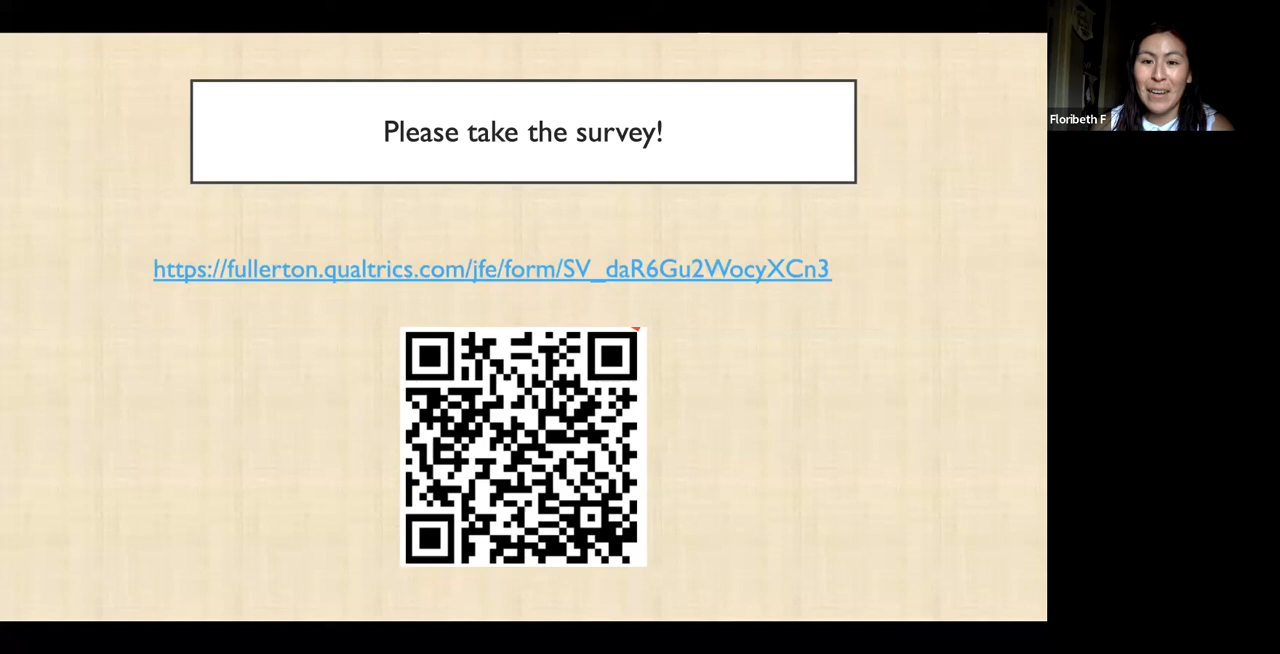 Please take the survey!
https://fullerton.qualtrics.com/jfe/form/SV_daR6Gu2WocyXCn3
Floribeth F